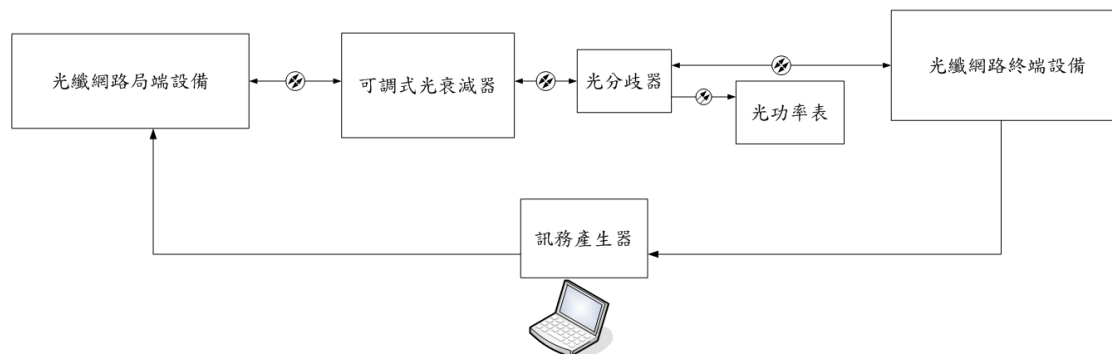 光纖網路局端設備
可調式光衰減器
光分歧器
光功率表
光纖網路終端設備
訊務產生器